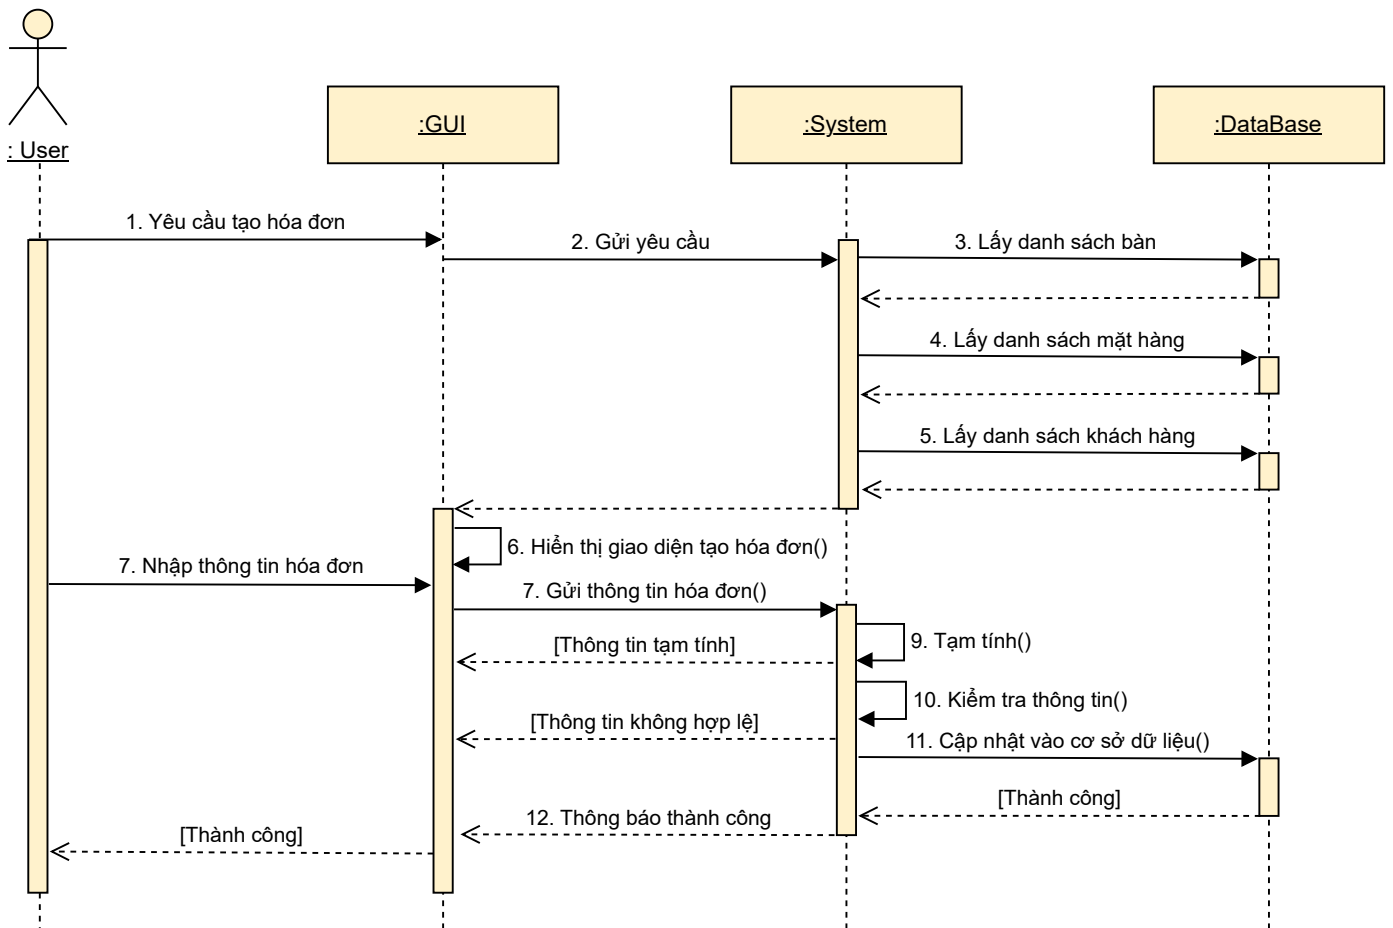 : User
:GUI
:System
:DataBase
1. Yêu cầu tạo hóa đơn
2. Gửi yêu cầu
3. Lấy danh sách bàn
4. Lấy danh sách mặt hàng
5. Lấy danh sách khách hàng
6. Hiển thị giao diện tạo hóa đơn()
7. Nhập thông tin hóa đơn
7. Gửi thông tin hóa đơn()
9. Tạm tính()
[Thông tin tạm tính]
10. Kiểm tra thông tin()
[Thông tin không hợp lệ]
11. Cập nhật vào cơ sở dữ liệu()
[Thành công]
12. Thông báo thành công
[Thành công]